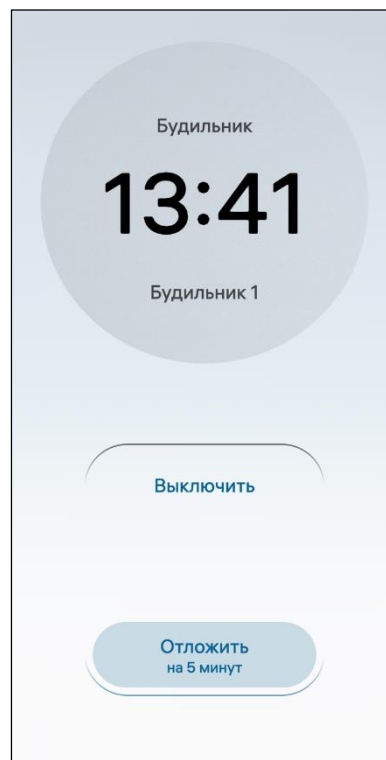 Будильник
13:41
Будильник 1
Выключить
Отложить
на 5 минут